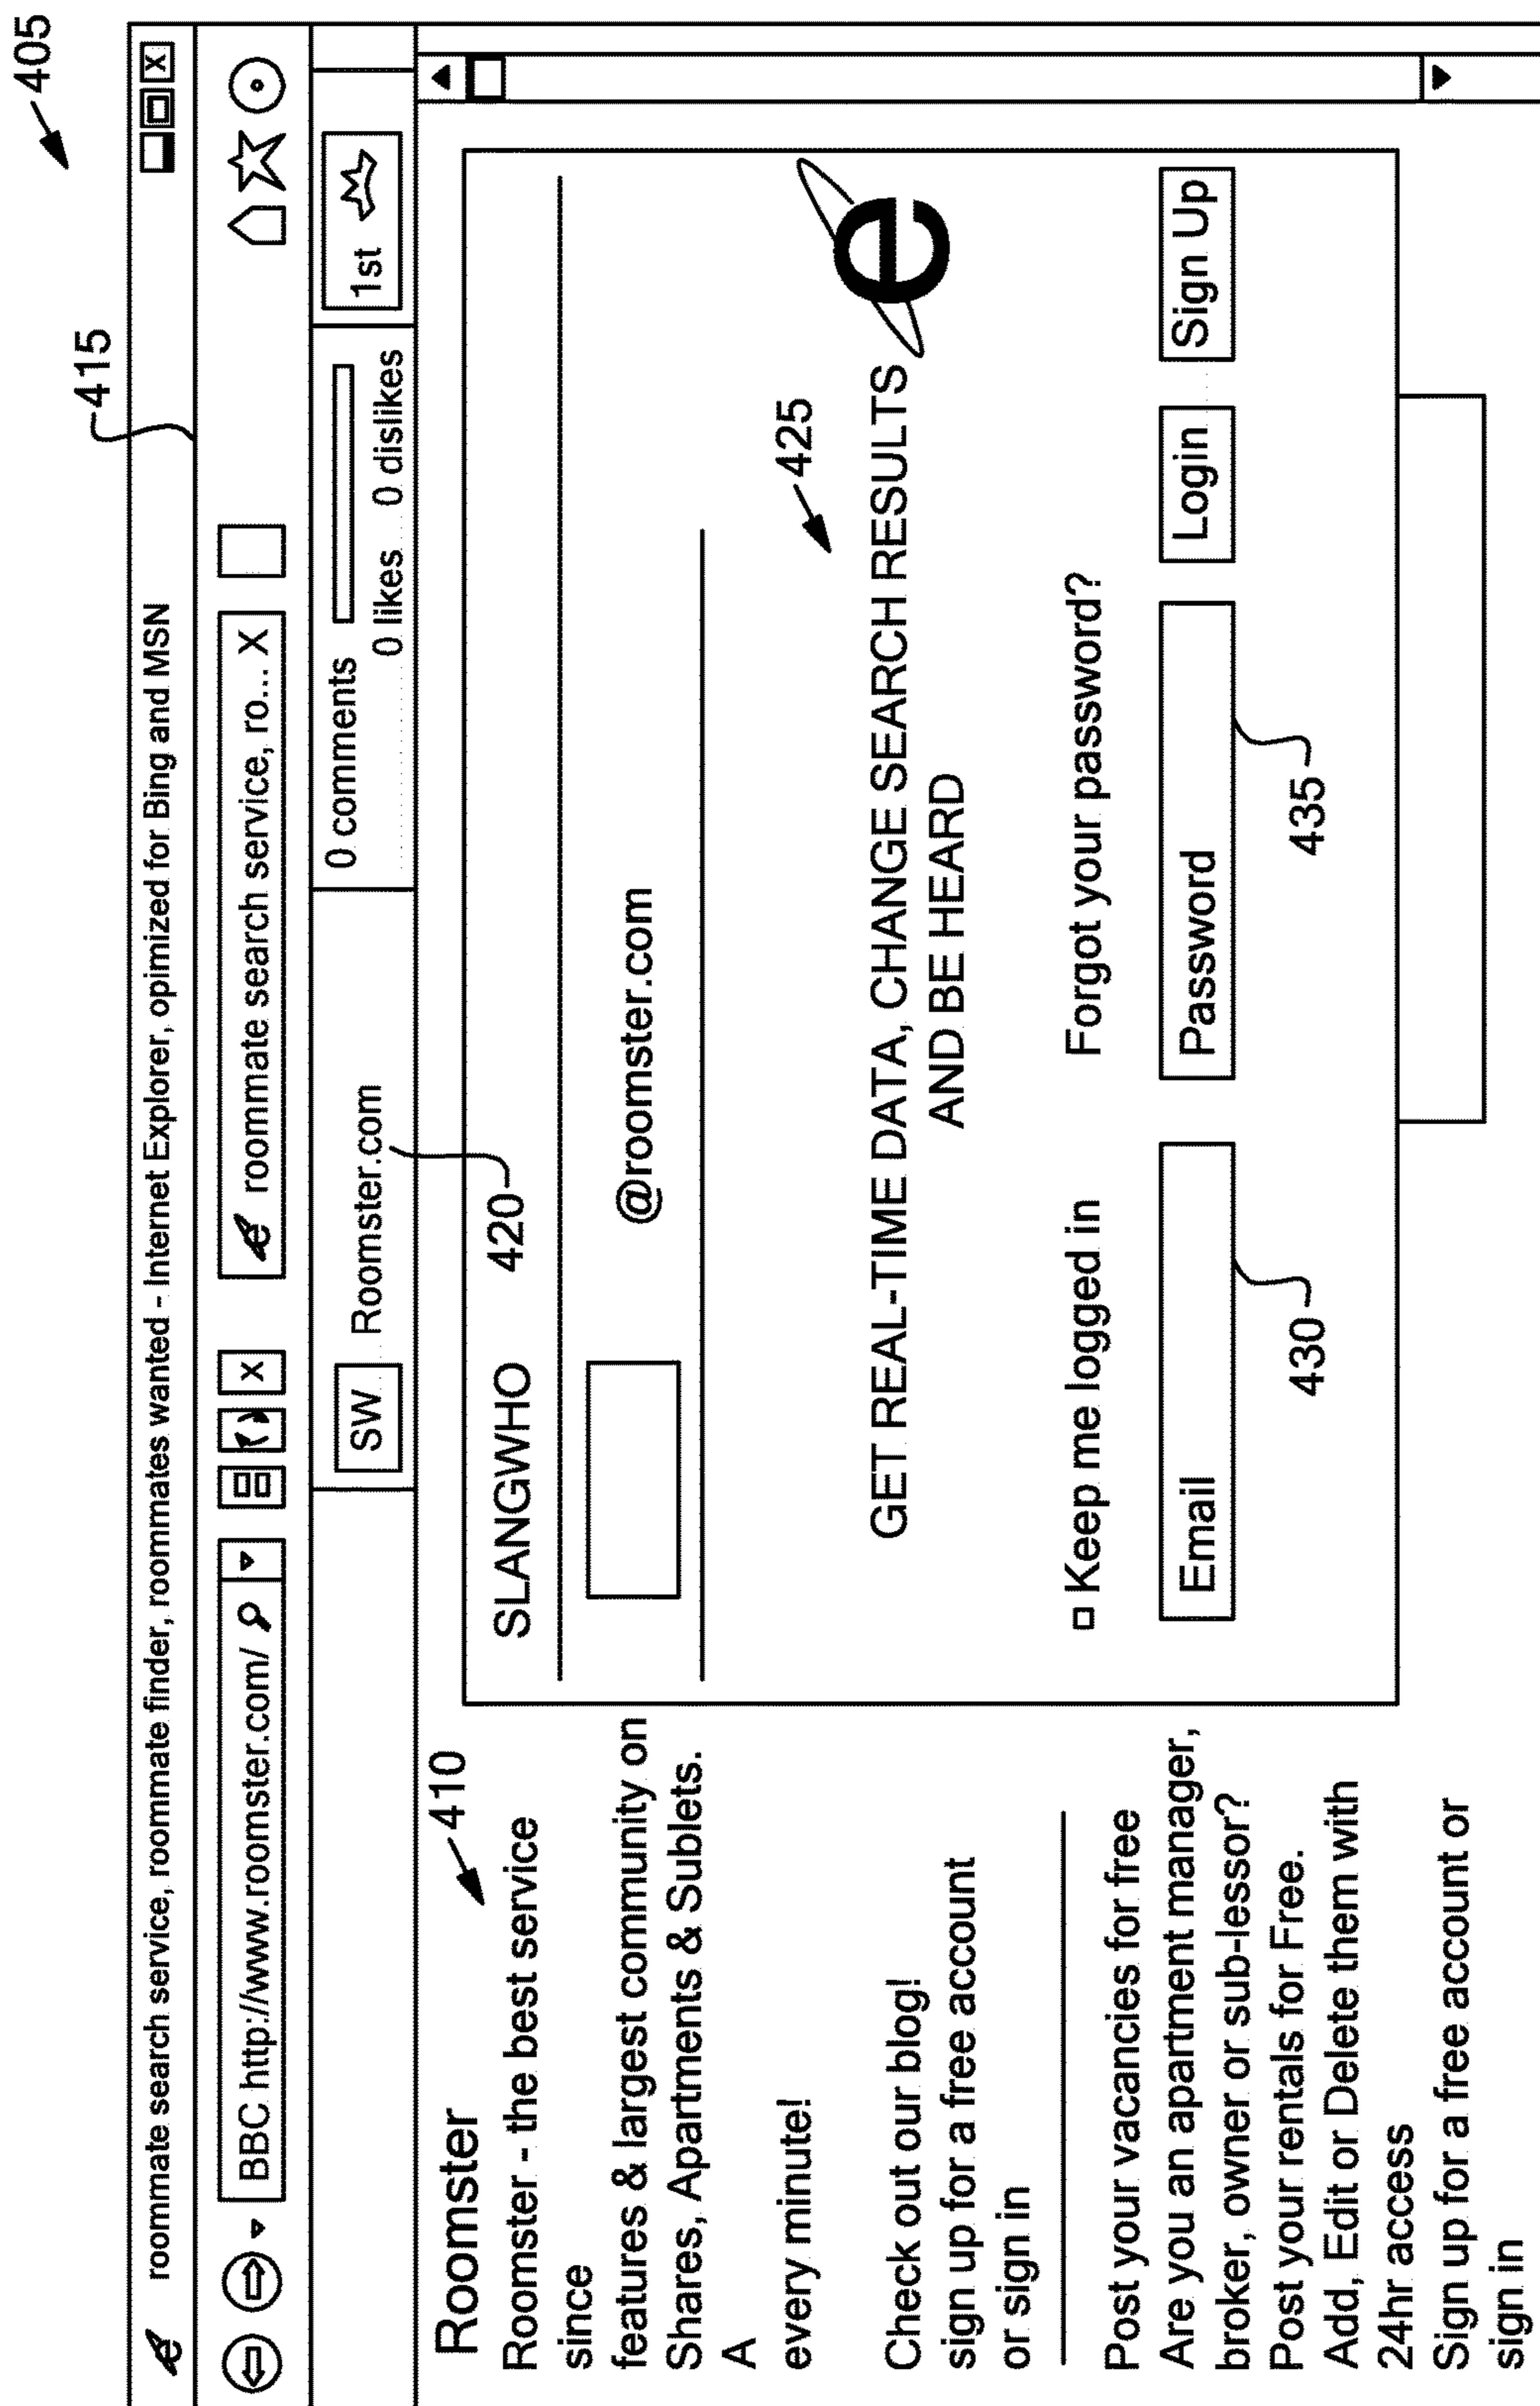 405
415
roommate search service, roommate finder, roommates wanted - Internet Explorer, opimized for Bing and MSN
X
BBC http://www.roomster.com/
X
roommate search service, ro... X
SW
Roomster.com
0 comments
0 likes 0 dislikes
1st
410
Roomster
Roomster - the best service
since
features & largest community on
Shares, Apartments & Sublets.
A
every minute!
Check out our blog!
sign up for a free account
or sign in
Post your vacancies for free
Are you an apartment manager,
broker, owner or sub-lessor?
Post your rentals for Free.
Add, Edit or Delete them with
24hr access
Sign up for a free account or
sign in
SLANGWHO
420
@roomster.com
425
GET REAL-TIME DATA, CHANGE SEARCH RESULTS
AND BE HEARD
e
Keep me logged in
Forgot your password?
Email
Password
Login
Sign Up
430
435